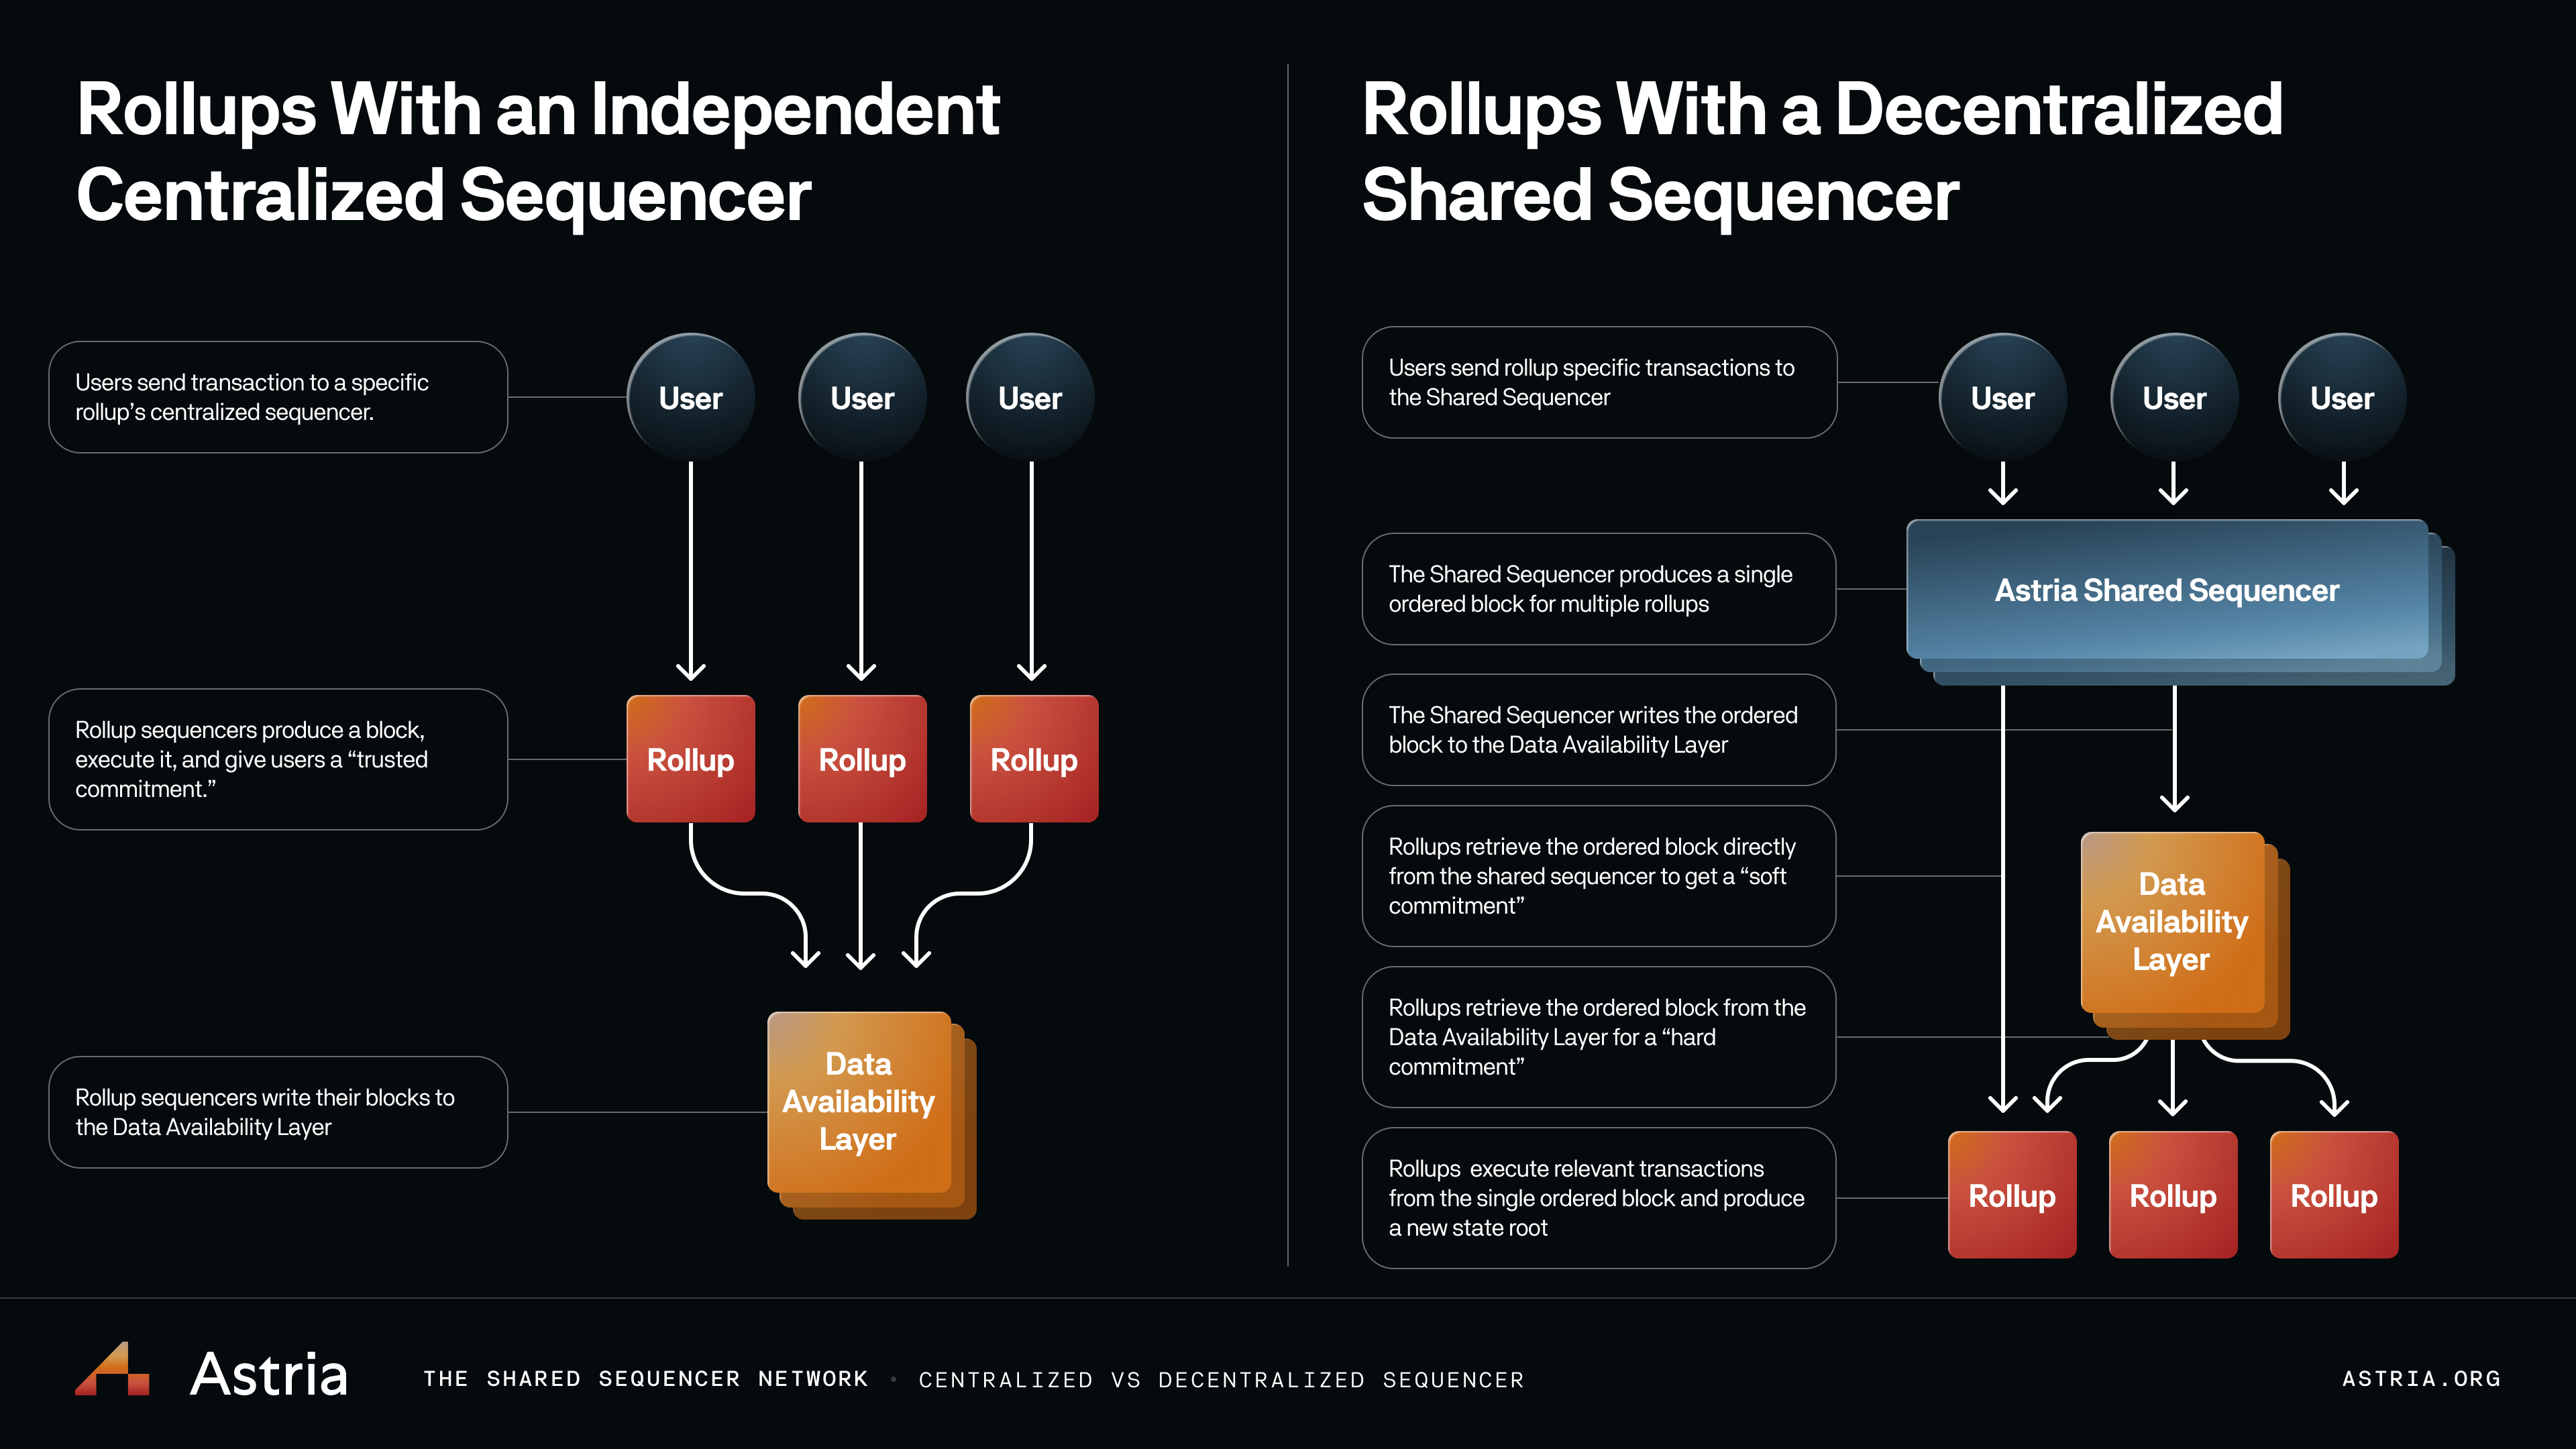 Rollups With an Independent
Centralized Sequencer
Users send transaction to a specific
rollup’s centralized sequencer.
User
User
User
Rollup sequencers produce a block,
execute it, and give users a “trusted
commitment.”
Rollup
Rollup
Rollup
Rollup sequencers write their blocks to
the Data Availability Layer
Data
Availability
Layer
Rollups With a Decentralized
Shared Sequencer
Users send rollup specific transactions to
the Shared Sequencer
User
User
User
The Shared Sequencer produces a single
ordered block for multiple rollups
Astria Shared Sequencer
The Shared Sequencer writes the ordered
block to the Data Availability Layer
Rollups retrieve the ordered block directly
from the shared sequencer to get a “soft
commitment”
Data
Availability
Layer
Rollups retrieve the ordered block from the
Data Availability Layer for a “hard
commitment”
Rollups  execute relevant transactions
from the single ordered block and produce
a new state root
Rollup
Rollup
Rollup
Astria
THE SHARED SEQUENCER NETWORK • CENTRALIZED VS DECENTRALIZED SEQUENCER
ASTRIA.ORG